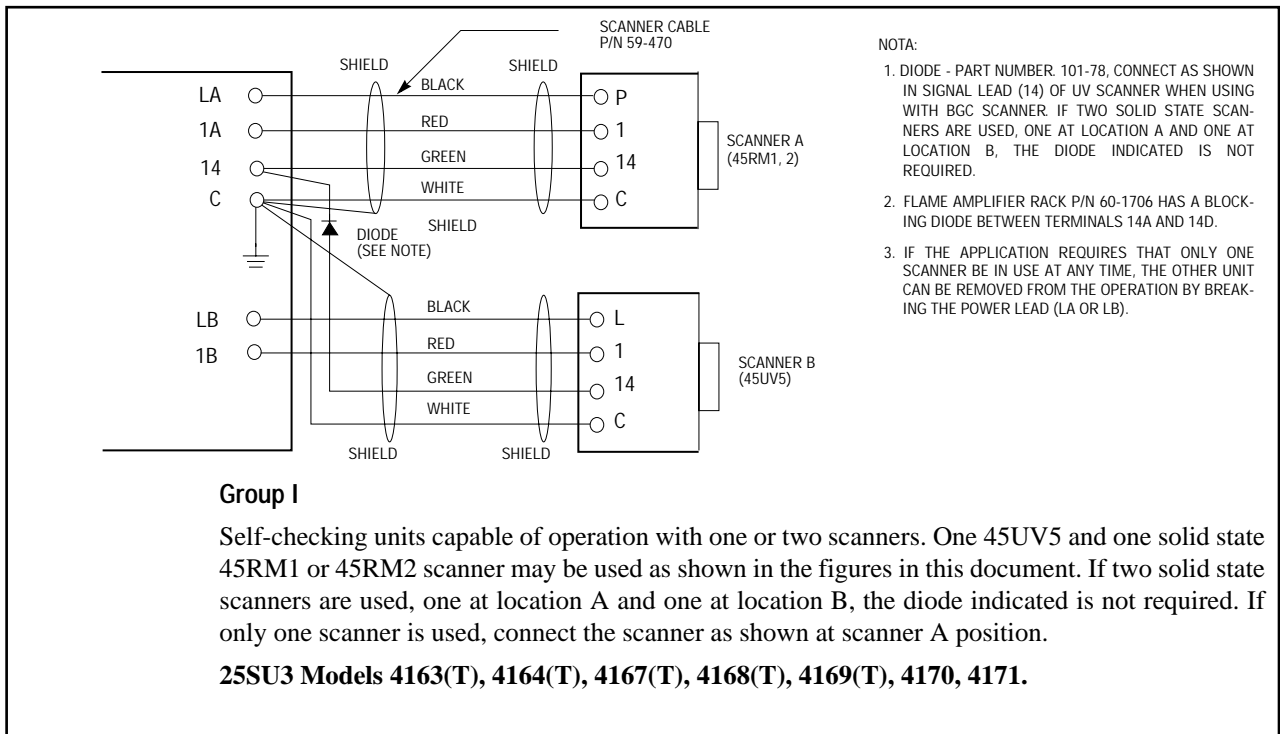 SCANNER CABLE
P/N 59-470
SHIELD
SHIELD
LA
BLACK
P
1A
RED
1
14
GREEN
14
C
WHITE
C
SCANNER A
(45RM1, 2)
DIODE
(SEE NOTE)
SHIELD
LB
BLACK
L
1B
RED
1
GREEN
14
WHITE
C
SCANNER B
(45UV5)
SHIELD
SHIELD
NOTA:
1. DIODE - PART NUMBER. 101-78, CONNECT AS SHOWN
IN SIGNAL LEAD (14) OF UV SCANNER WHEN USING
WITH BGC SCANNER. IF TWO SOLID STATE SCAN-
NERS ARE USED, ONE AT LOCATION A AND ONE AT
LOCATION B, THE DIODE INDICATED IS NOT
REQUIRED.
2. FLAME AMPLIFIER RACK P/N 60-1706 HAS A BLOCK-
ING DIODE BETWEEN TERMINALS 14A AND 14D.
3. IF THE APPLICATION REQUIRES THAT ONLY ONE
SCANNER BE IN USE AT ANY TIME, THE OTHER UNIT
CAN BE REMOVED FROM THE OPERATION BY BREAK-
ING THE POWER LEAD (LA OR LB).
Group I
Self-checking units capable of operation with one or two scanners. One 45UV5 and one solid state
45RM1 or 45RM2 scanner may be used as shown in the figures in this document. If two solid state
scanners are used, one at location A and one at location B, the diode indicated is not required. If
only one scanner is used, connect the scanner as shown at scanner A position.
25SU3 Models 4163(T), 4164(T), 4167(T), 4168(T), 4169(T), 4170, 4171.